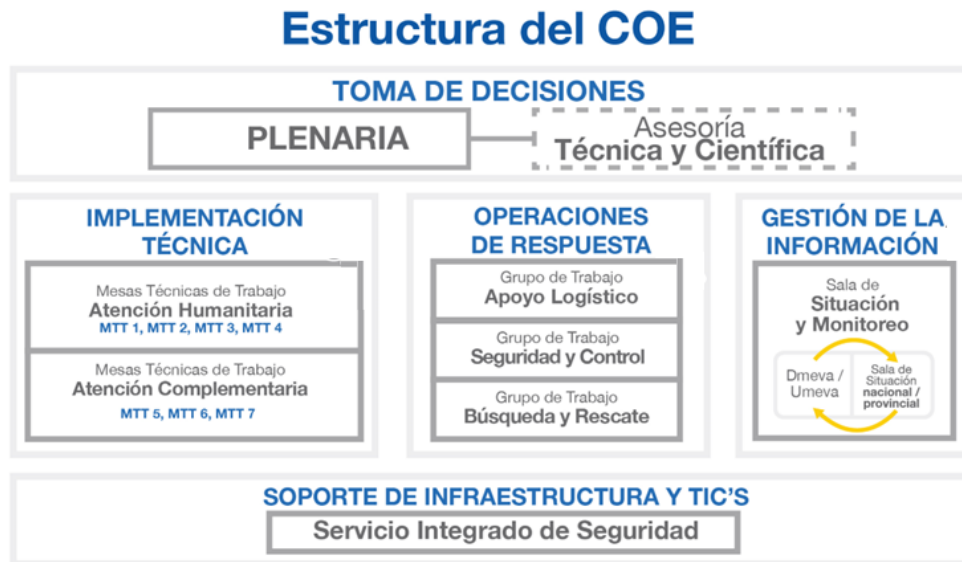 Estructura del COE
TOMA DE DECISIONES
PLENARIA
Asesoría
Técnica y Científica
IMPLEMENTACIÓN
TÉCNICA
Mesas Técnicas de Trabajo
Atención Humanitaria
MTT 1, MTT 2, MTT 3, MTT 4
Mesas Técnicas de Trabajo
Atención Complementaria
MTT 5, MTT 6, MTT 7
OPERACIONES
DE RESPUESTA
Grupo de Trabajo
Apoyo Logístico
Grupo de Trabajo
Seguridad y Control
Grupo de Trabajo
Búsqueda y Rescate
GESTIÓN DE LA
INFORMACIÓN
Sala de
Situación
y Monitoreo
Dmeva /
Umeva
Sala de
Situación
nacional /
provincial
SOPORTE DE INFRAESTRUCTURA Y TIC'S
Servicio Integrado de Seguridad